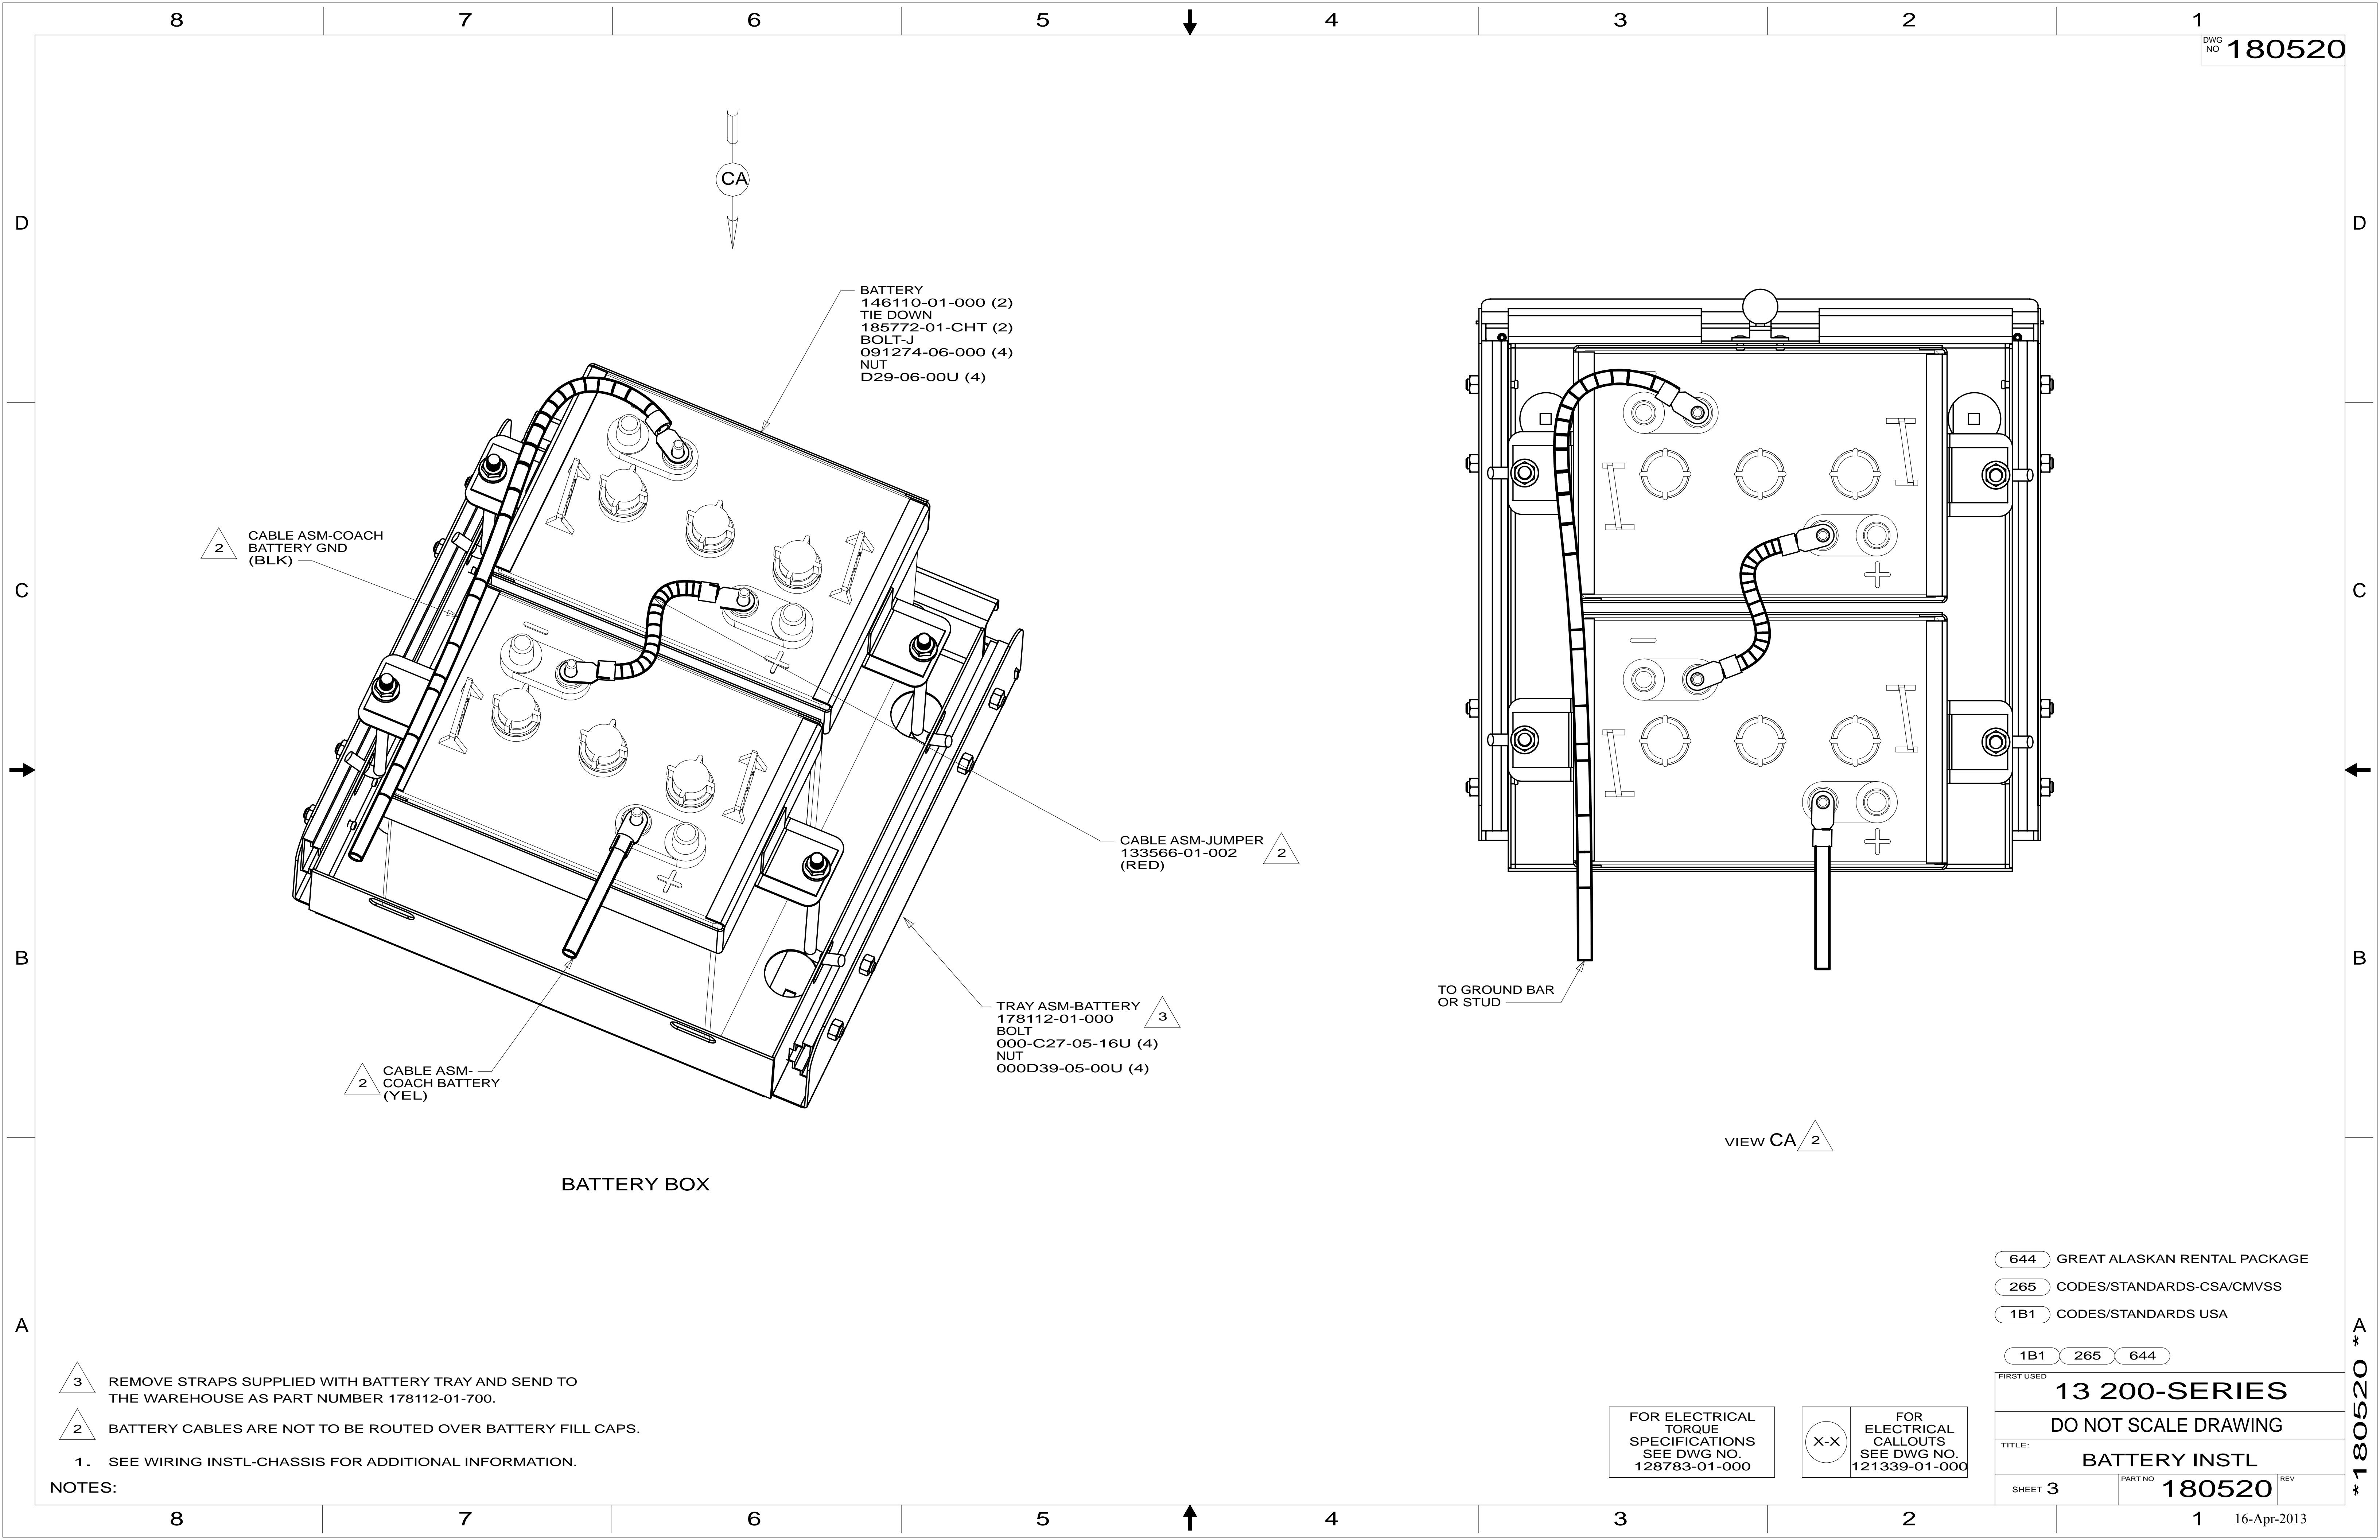 8 7 6 5 4 3 2 1
DWG
NO 180520
D
D
CA
BATTERY
146110-01-000 (2)
TIE DOWN
185772-01-CHT (2)
BOLT-J
091274-06-000 (4)
NUT
D29-06-00U (4)
2
CABLE ASM-COACH
BATTERY GND
(BLK)
C
C
CABLE ASM-JUMPER
133566-01-002
(RED)
2
B
B
TRAY ASM-BATTERY
178112-01-000
BOLT
000-C27-05-16U (4)
NUT
000D39-05-00U (4)
3
TO GROUND BAR
OR STUD
2
CABLE ASM-
COACH BATTERY
(YEL)
VIEW CA 2
BATTERY BOX
644 GREAT ALASKAN RENTAL PACKAGE
265 CODES/STANDARDS-CSA/CMVSS
1B1 CODES/STANDARDS USA
A
A
1B1 265 644
3 REMOVE STRAPS SUPPLIED WITH BATTERY TRAY AND SEND TO
THE WAREHOUSE AS PART NUMBER 178112-01-700.
2 BATTERY CABLES ARE NOT TO BE ROUTED OVER BATTERY FILL CAPS.
1. SEE WIRING INSTL-CHASSIS FOR ADDITIONAL INFORMATION.
NOTES:
FOR ELECTRICAL
TORQUE
SPECIFICATIONS
SEE DWG NO.
128783-01-000
X-X
FOR
ELECTRICAL
CALLOUTS
SEE DWG NO.
121339-01-000
FIRST USED
13 200-SERIES
DO NOT SCALE DRAWING
TITLE:
BATTERY INSTL
SHEET 3
PART NO 180520
REV
*180520*
8 7 6 5 4 3 2 1
16-Apr-2013